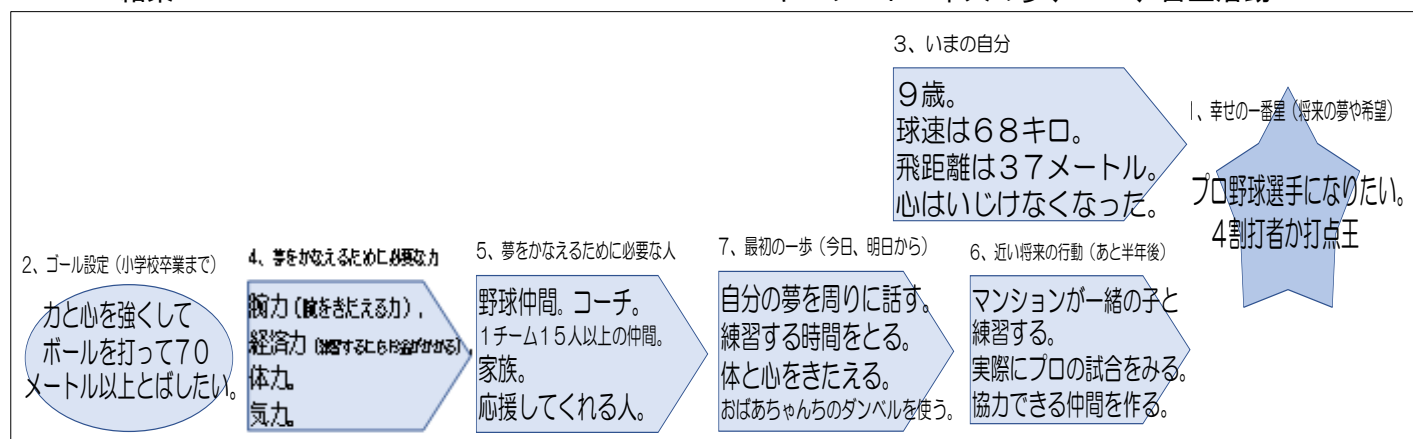 3、いまの自分
9歳。
球速は68キロ。
飛距離は37メートル。
心はいじけなくなった。
1、幸せの一番星(将来の夢や希望)
プロ野球選手になりたい。
4割打者か打点王
2、ゴール設定(小学校卒業まで)
力と心を強くして
ボールを打って70
メートル以上とばしたい。
4、夢をかなえるために必要な力
腕力(腕をきたえる力)、
経済力
体力。
気力。
5、夢をかなえるために必要な人
野球仲間。コーチ。
1チーム15人以上の仲間。
家族。
応援してくれる人。
7、最初の一歩(今日、明日から)
自分の夢を周りに話す。
練習する時間をとる。
体と心をきたえる。
おばあちゃんちのダンベルを使う。
6、近い将来の行動(あと半年後)
マンションが一緒の子と
練習する。
実際にプロの試合をみる。
協力できる仲間を作る。